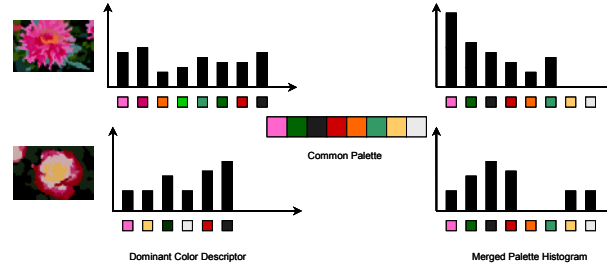 Common Palette
Dominant Color Descriptor
Merged Palette Histogram